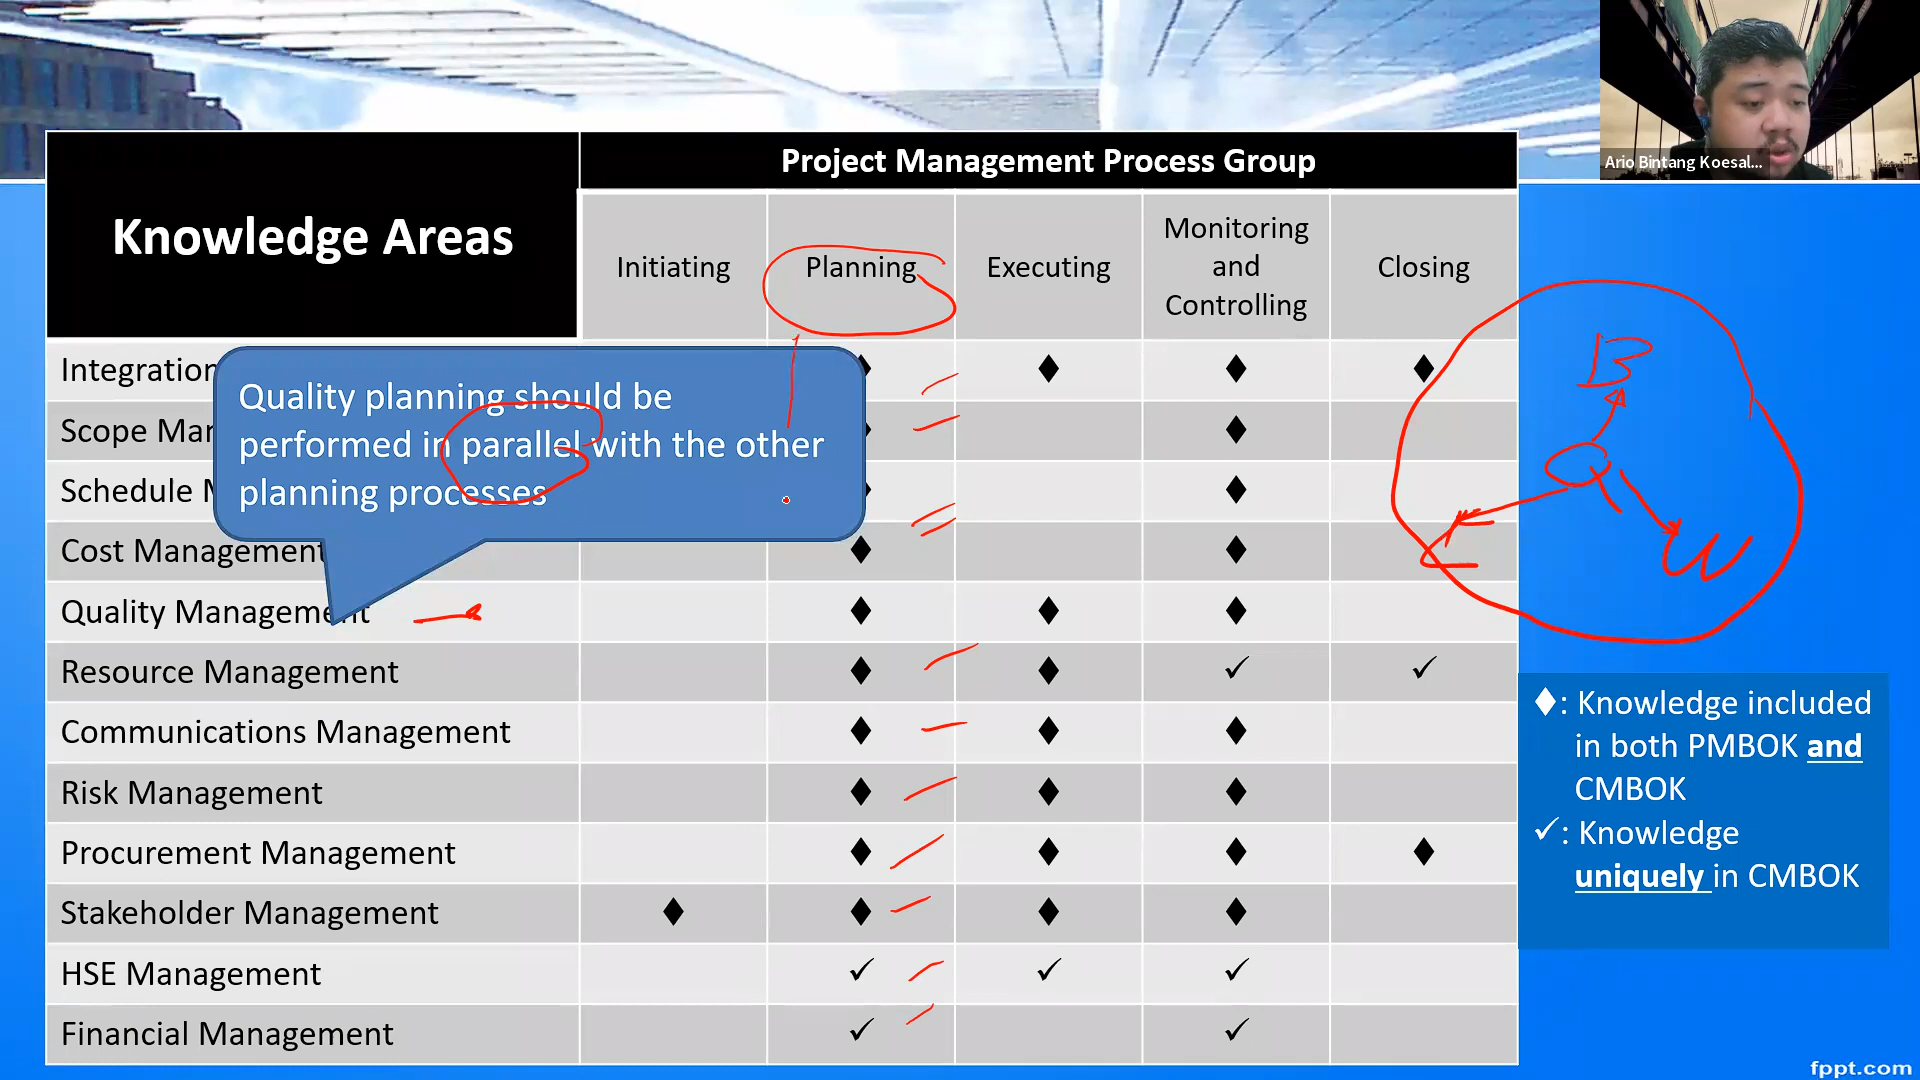 Ario Bintang Koesal...
Project Management Process Group
Knowledge Areas
Initiating
Planning
Executing
Monitoring
and
Controlling
Closing
Integration
Quality planning should be
performed in parallel with the other
planning processes
Scope Mar
Schedule M
Cost Management
Quality Management
Resource Management ✓ ✓
Communications Management
Risk Management
Procurement Management
Stakeholder Management
HSE Management ✓ ✓ ✓
Financial Management ✓ ✓
B
Q
W
♦: Knowledge included
in both PMBOK and
CMBOK
✓: Knowledge
uniquely in CMBOK
fppt.com